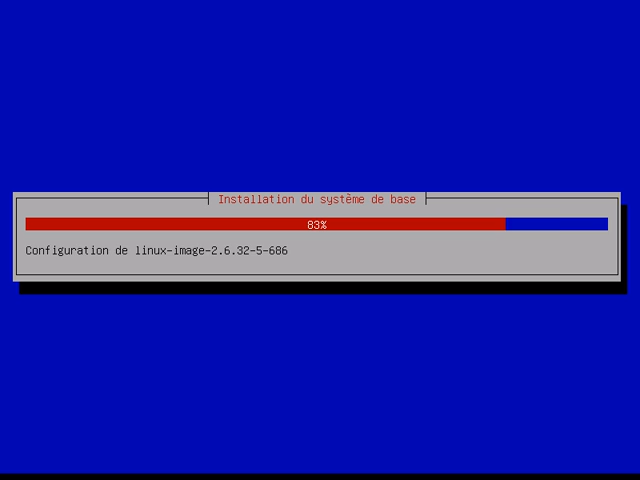 Installation du système de base
83%
Configuration de linux-image-2.6.32-5-686